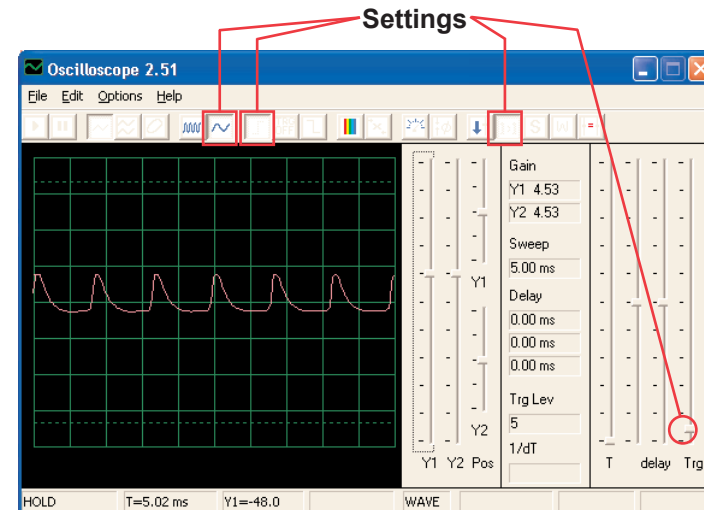 Settings
Oscilloscope 2.51
File Edit Options Help
Gain
Y1 4.53
Y2 4.53
Sweep
5.00 ms
Delay
0.00 ms
0.00 ms
0.00 ms
Trg Lev
5
1/dT
Y1
Y2
Y1 Y2 Pos
T delay Trg
HOLD T=5.02 ms Y1=-48.0 WAVE